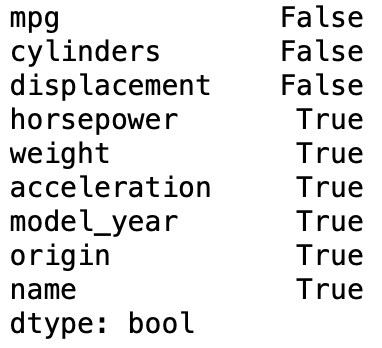 mpg False
cylinders False
displacement False
horsepower True
weight True
acceleration True
model_year True
origin True
name True
dtype: bool